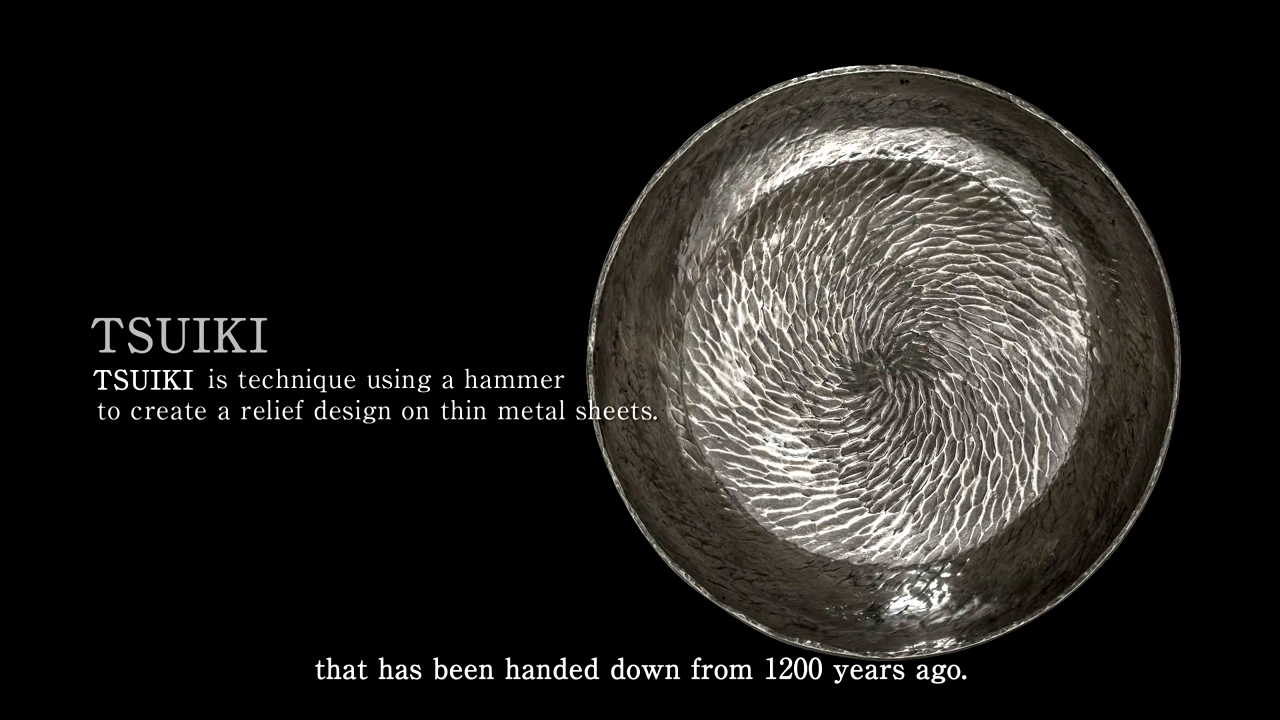 TSUIKI
TSUIKI is technique using a hammer
to create a relief design on thin metal sheets.
that has been handed down from 1200 years ago.